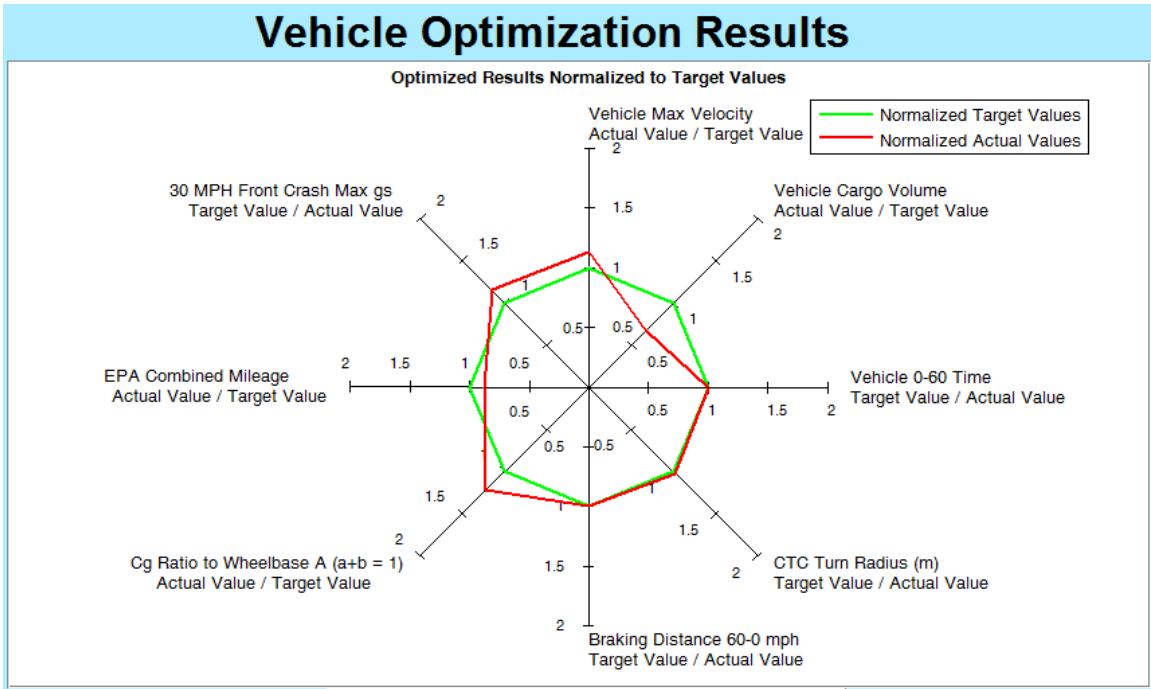 Vehicle Optimization Results
Optimized Results Normalized to Target Values
Normalized Target Values
Normalized Actual Values
Vehicle Max Velocity
Actual Value / Target Value
2
1.5
1
0.5
Vehicle Cargo Volume
Actual Value / Target Value
2
1.5
1
0.5
Vehicle 0-60 Time
Target Value / Actual Value
0.5
1
1.5
2
CTC Turn Radius (m)
Target Value / Actual Value
0.5
1
1.5
2
Braking Distance 60-0 mph
Target Value / Actual Value
0.5
1
1.5
2
Cg Ratio to Wheelbase A (a+b = 1)
Actual Value / Target Value
0.5
1.5
2
EPA Combined Mileage
Actual Value / Target Value
2
1.5
1
0.5
30 MPH Front Crash Max gs
Target Value / Actual Value
2
1.5
1
0.5